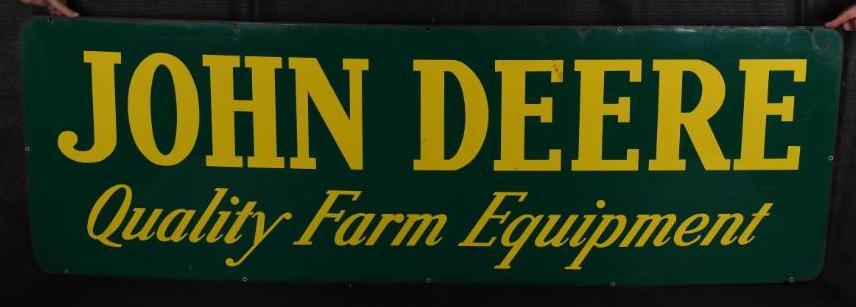 JOHN DEERE
Quality Farm Equipment